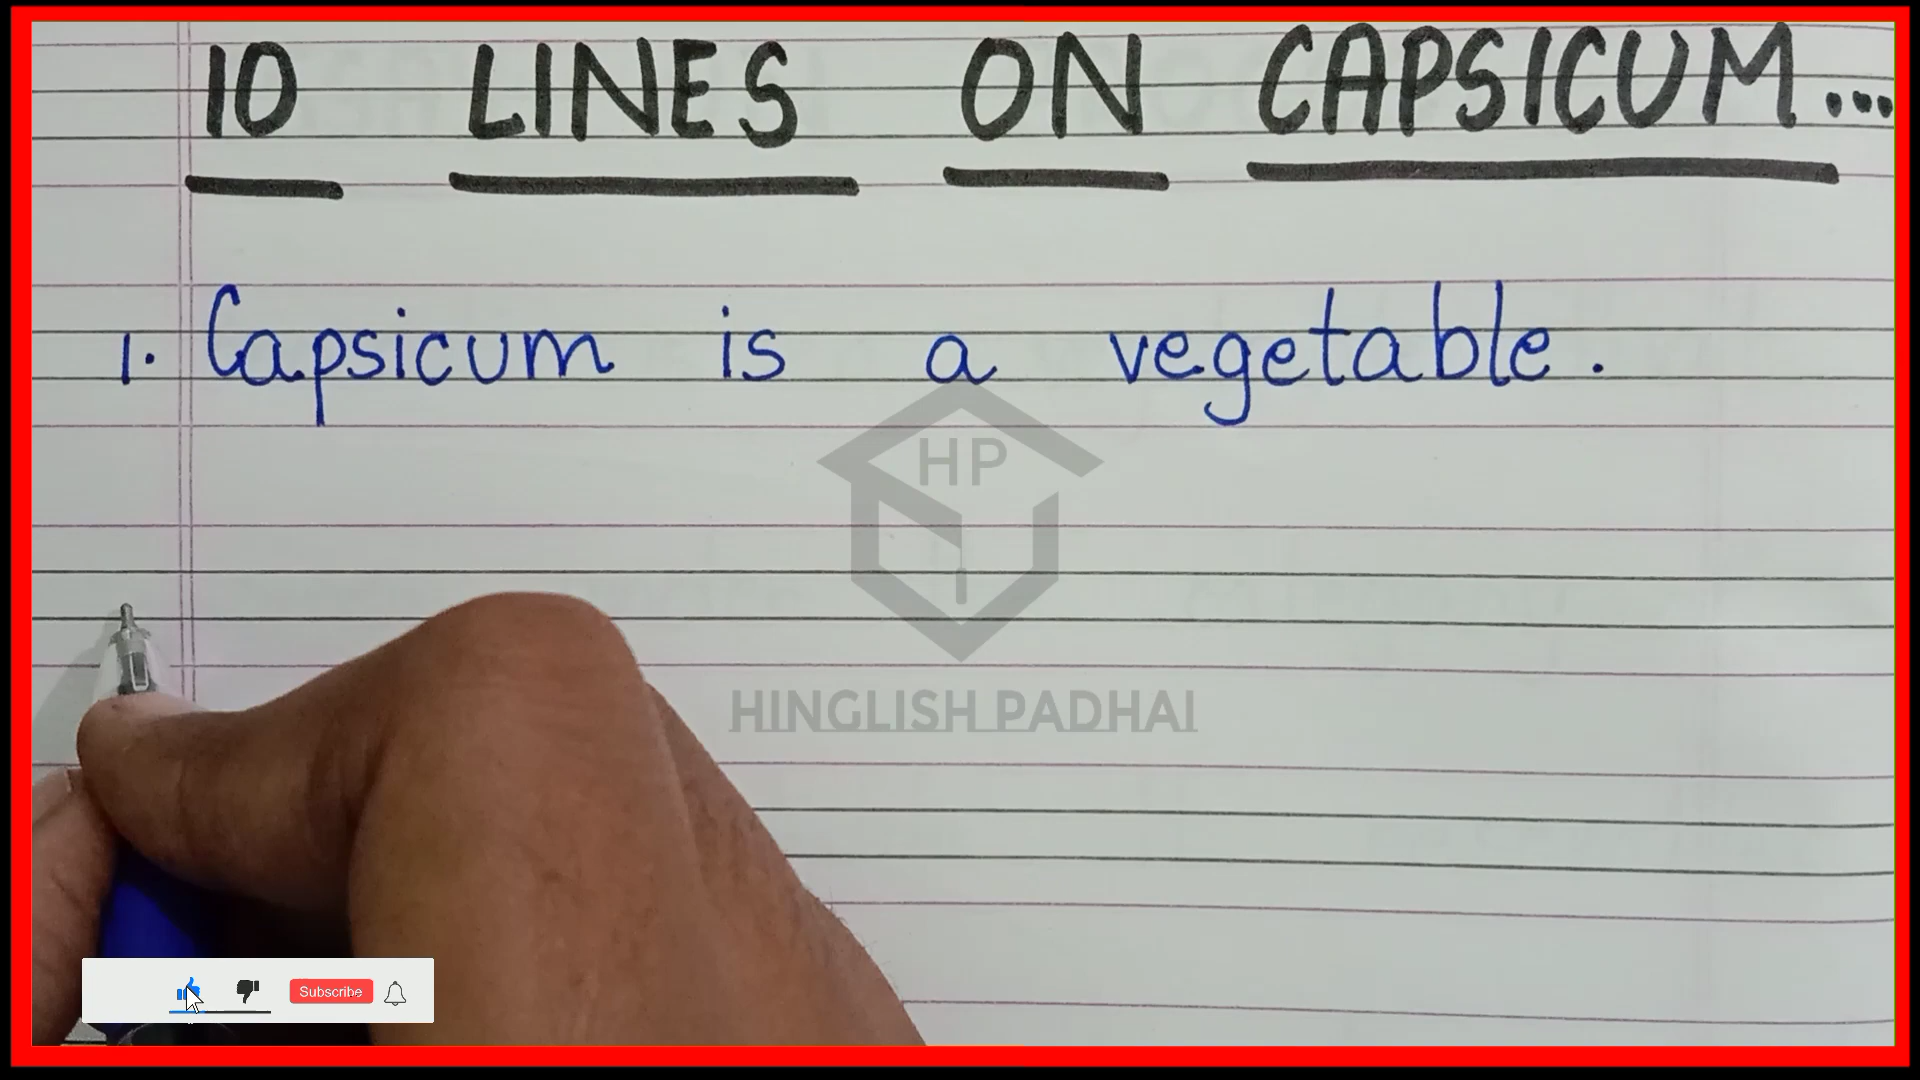 10 LINES ON CAPSICUM...
1. Capsicum is a vegetable.
HP
HINGLISH PADHAI
Subscribe